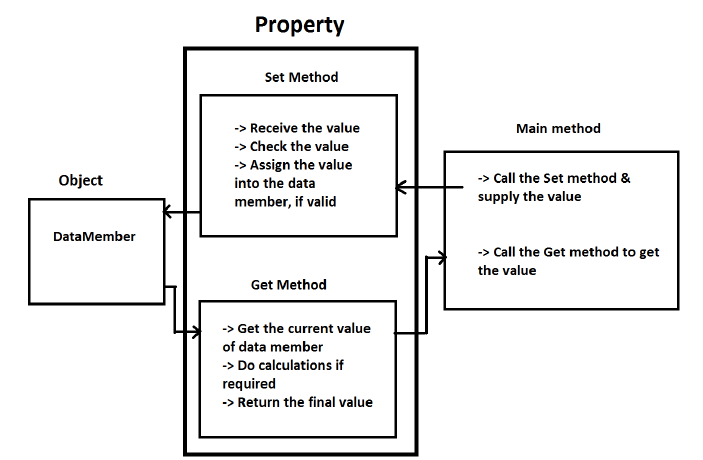 Property
Set Method
-> Receive the value
-> Check the value
-> Assign the value
into the data
member, if valid
Main method
-> Call the Set method &
supply the value
-> Call the Get method to get
the value
Object
DataMember
Get Method
-> Get the current value
of data member
-> Do calculations if
required
-> Return the final value